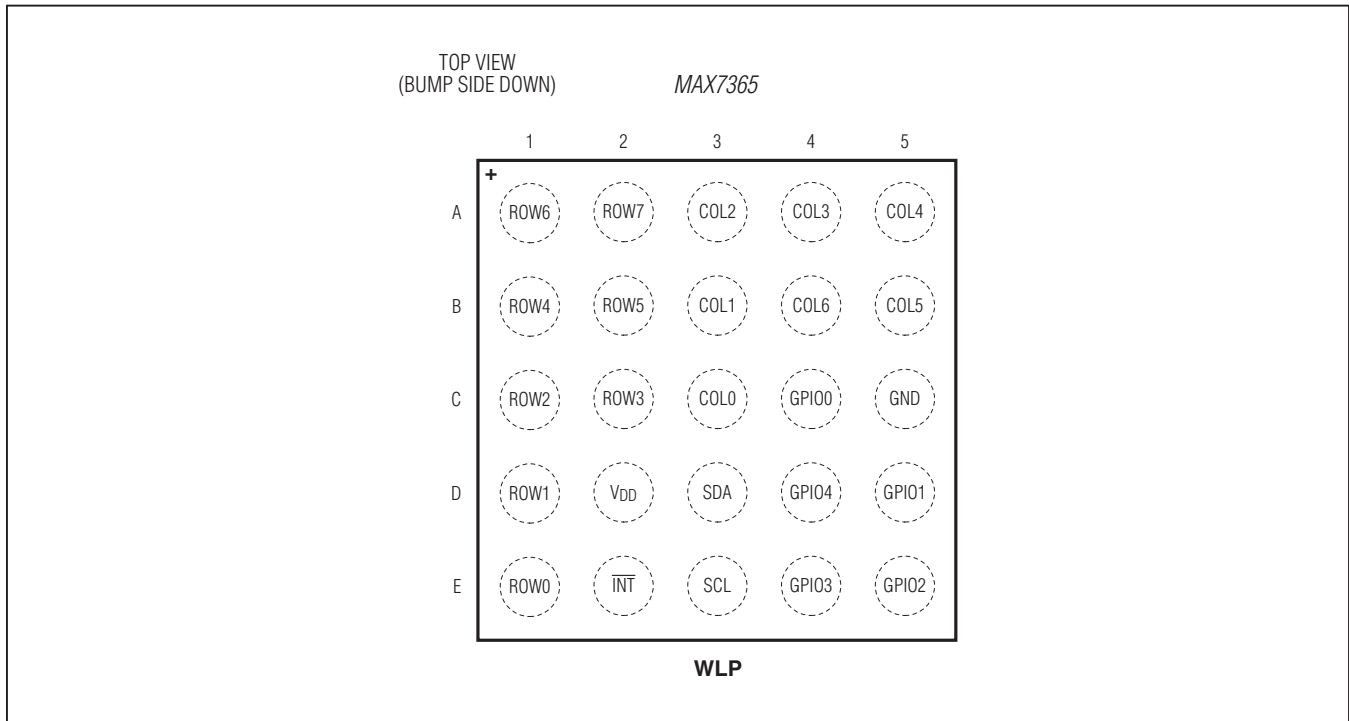 TOP VIEW
(BUMP SIDE DOWN)
MAX7365
1 2 3 4 5
+
A ROW6 ROW7 COL2 COL3 COL4
B ROW4 ROW5 COL1 COL6 COL5
C ROW2 ROW3 COL0 GPIO0 GND
D ROW1 VDD SDA GPIO4 GPIO1
E ROW0 I̅N̅T̅ SCL GPIO3 GPIO2
WLP